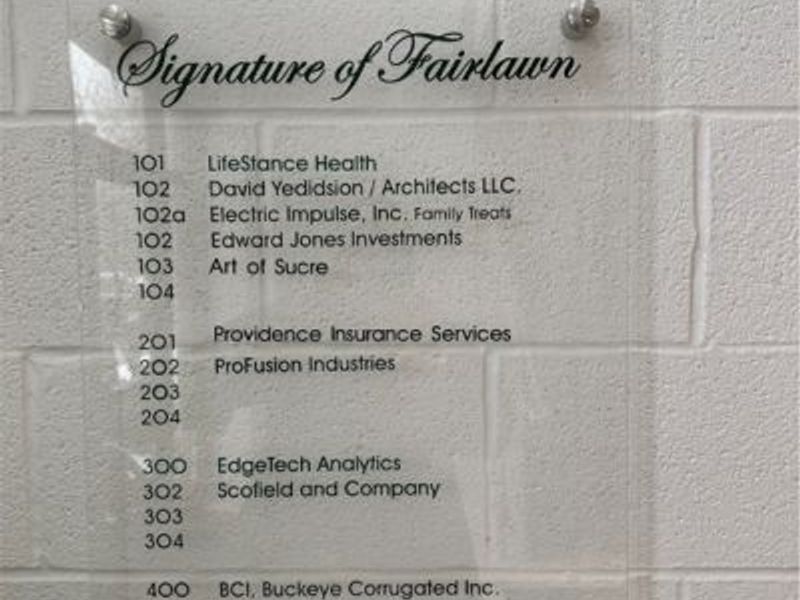 Signature of Fairlawn
101 LifeStance Health
102 David Yedidsion / Architects LLC.
102a Electric Impulse, Inc. Family Treats
102 Edward Jones Investments
103 Art of Sucre
104
201 Providence Insurance Services
202 ProFusion Industries
203
204
300 EdgeTech Analytics
302 Scofield and Company
303
304
400 BCI, Buckeye Corrugated Inc.